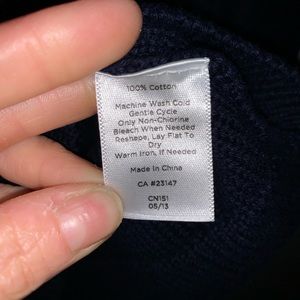 100% Cotton
Machine Wash Cold
Gentle Cycle
Only Non-Chlorine
Bleach When Needed
Reshape, Lay Flat To
Dry
Warm Iron, If Needed
Made In China
CA #23147
CN151
05/13